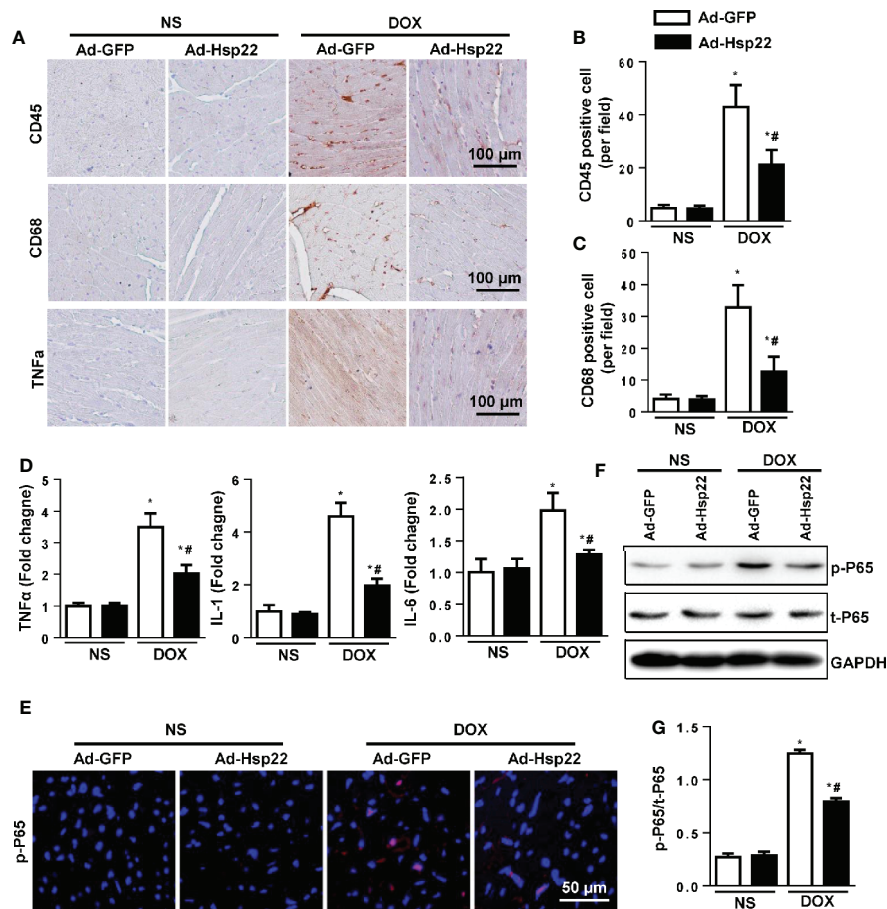 A
NS
DOX
Ad-GFP
Ad-Hsp22
Ad-GFP
Ad-Hsp22
CD45
100 μm
CD68
100 μm
TNFa
100 μm
Ad-GFP
Ad-Hsp22
B
CD45 positive cell
(per field)
60
40
20
0
*
*#
NS
DOX
C
CD68 positive cell
(per field)
50
40
30
20
10
0
*
*#
NS
DOX
D
TNFα (Fold chagne)
5
4
3
2
1
0
*
*#
NS
DOX
IL-1 (Fold chagne)
6
4
2
0
*
*#
NS
DOX
IL-6 (Fold chagne)
2.5
2.0
1.5
1.0
0.5
0.0
*
*#
NS
DOX
F
NS
DOX
Ad-GFP
Ad-Hsp22
Ad-GFP
Ad-Hsp22
p-P65
t-P65
GAPDH
E
NS
DOX
Ad-GFP
Ad-Hsp22
Ad-GFP
Ad-Hsp22
p-P65
50 μm
G
p-P65/t-P65
1.5
1.0
0.5
0.0
*
*#
NS
DOX